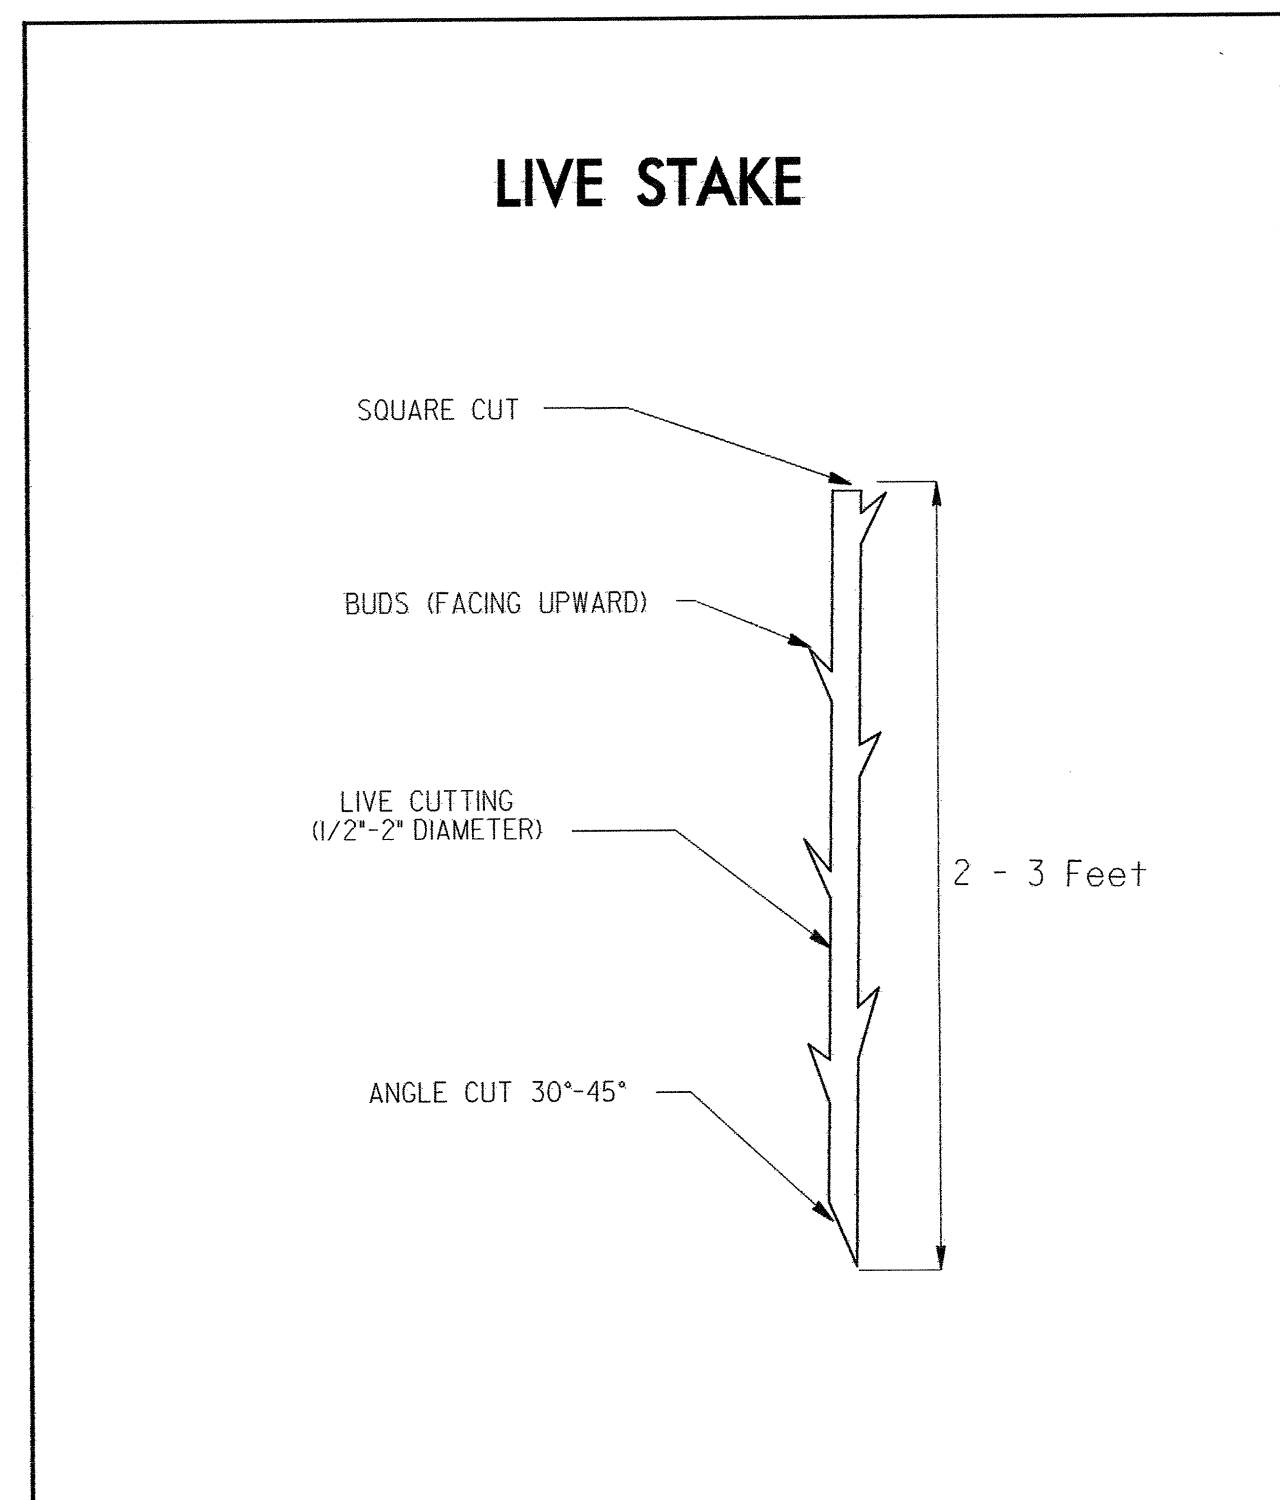 LIVE STAKE
SQUARE CUT
BUDS (FACING UPWARD)
LIVE CUTTING
(1/2"-2" DIAMETER)
2 - 3 Feet
ANGLE CUT 30°-45°